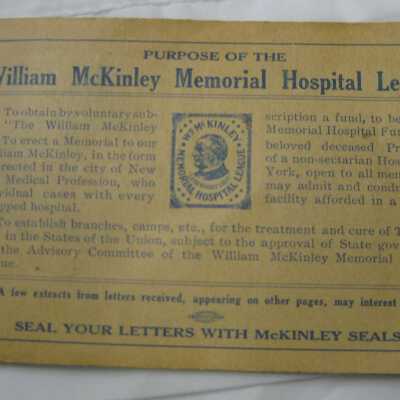 PURPOSE OF THE
Villiam McKinley Memorial Hospital Le
To obtain by voluntary sub- scription a fund, to be
"The William McKinley Memorial Hospital Fun
To erect a Memorial to our beloved deceased Pr
iam McKinley, in the form of a non-sectarian Hos
rected in the city of New York, open to all mem
Medical Profession, who may admit and condu
vidual cases with every facility afforded in a
pped hospital.
WM McKINLEY
MEMORIAL HOSPITAL LEAGUE
To establish branches, camps, etc., for the treatment and cure of T
in the States of the Union, subject to the approval of State gov
the Advisory Committee of the William McKinley Memorial
ue.
A few extracts from letters received, appearing on other pages, may interest
SEAL YOUR LETTERS WITH McKINLEY SEALS